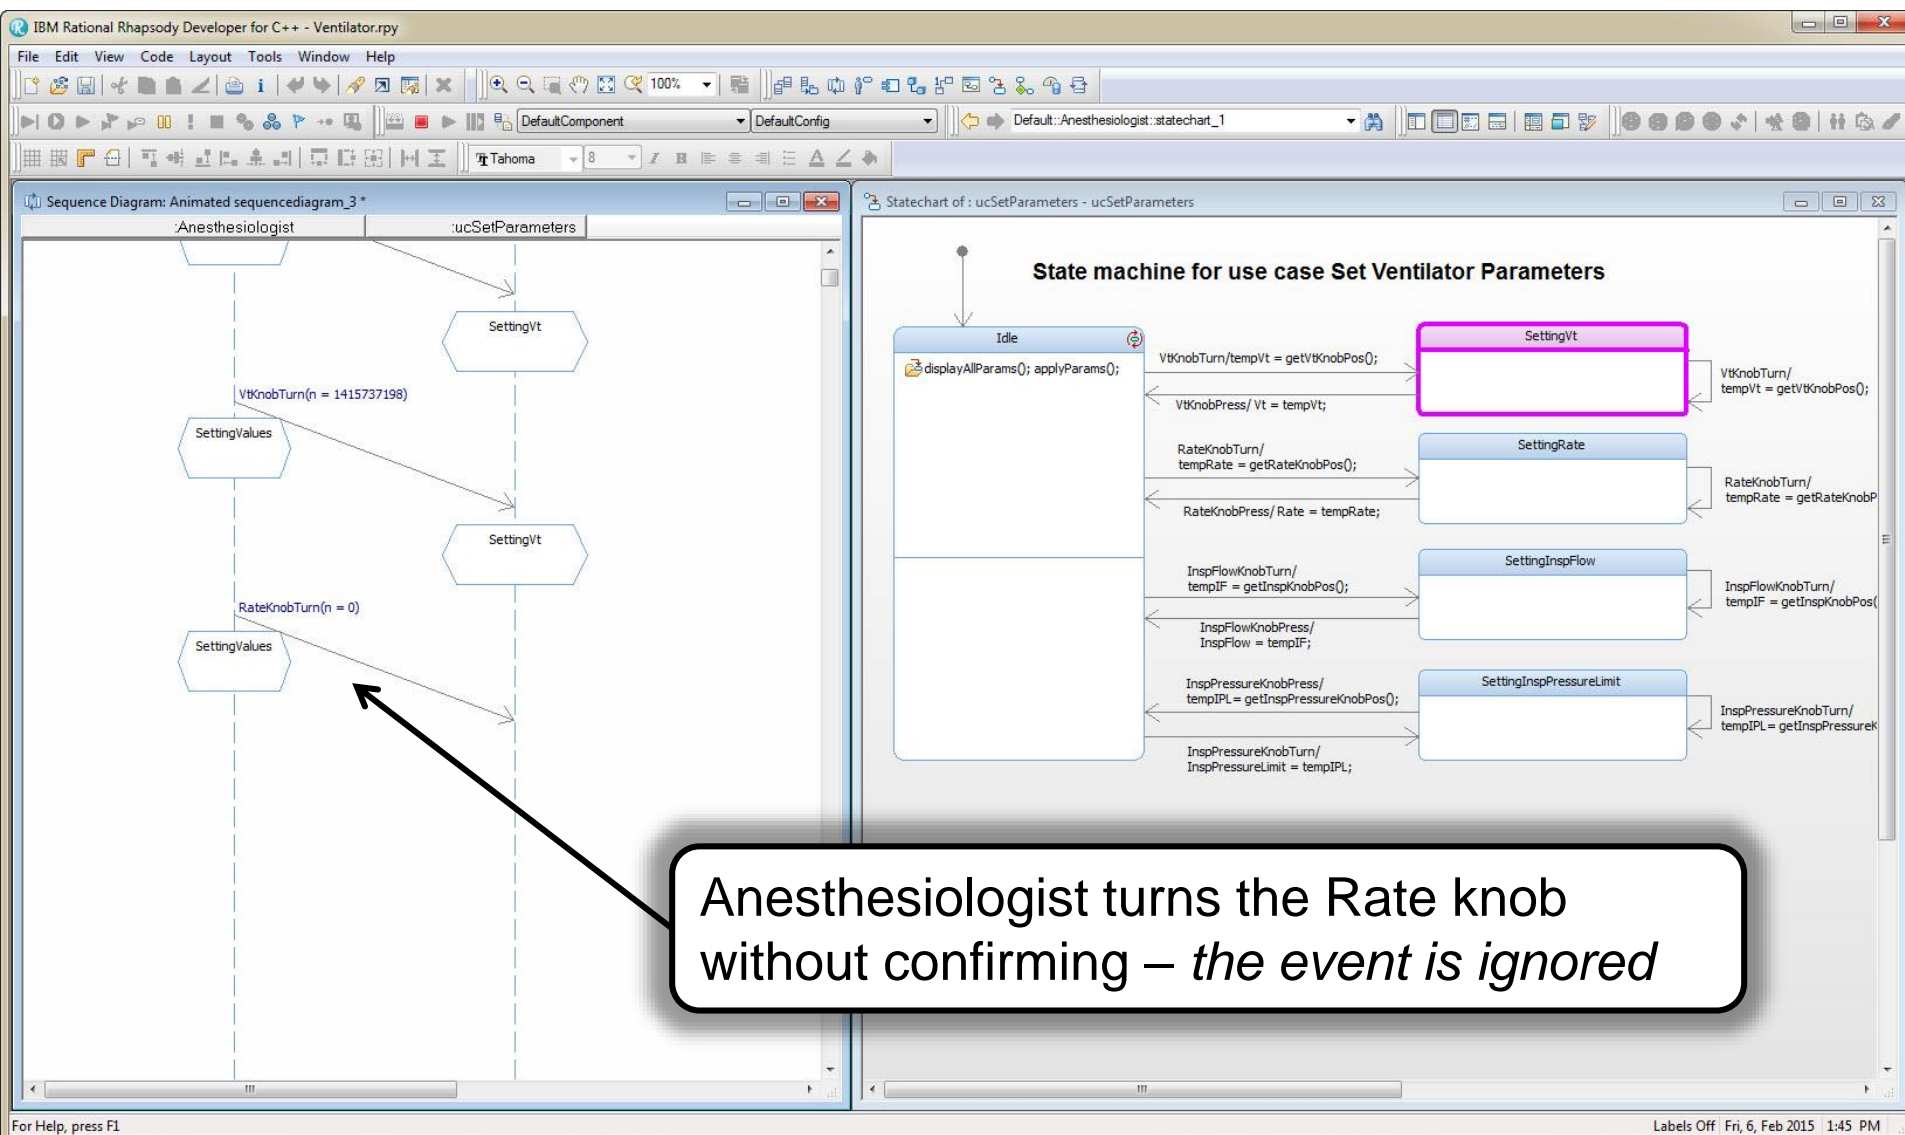 IBM Rational Rhapsody Developer for C++ - Ventilator.rpy
File Edit View Code Layout Tools Window Help
100%
DefaultComponent
DefaultConfig
Default::Anesthesiologist::statechart_1
Tahoma
8
Sequence Diagram: Animated sequencediagram_3 *
:Anesthesiologist
:ucSetParameters
SettingVt
VtKnobTurn(n = 1415737198)
SettingValues
SettingVt
RateKnobTurn(n = 0)
SettingValues
Statechart of : ucSetParameters - ucSetParameters
State machine for use case Set Ventilator Parameters
Idle
displayAllParams(); applyParams();
VtKnobTurn/tempVt = getVtKnobPos();
VtKnobPress/ Vt = tempVt;
SettingVt
VtKnobTurn/
tempVt = getVtKnobPos();
RateKnobTurn/
tempRate = getRateKnobPos();
RateKnobPress/ Rate = tempRate;
SettingRate
RateKnobTurn/
tempRate = getRateKnobP
InspFlowKnobTurn/
tempIF = getInspKnobPos();
InspFlowKnobPress/
InspFlow = tempIF;
SettingInspFlow
InspFlowKnobTurn/
tempIF = getInspKnobPos(
InspPressureKnobPress/
tempIPL= getInspPressureKnobPos();
InspPressureKnobTurn/
InspPressureLimit = tempIPL;
SettingInspPressureLimit
InspPressureKnobTurn/
tempIPL= getInspPressureK
Anesthesiologist turns the Rate knob
without confirming – the event is ignored
For Help, press F1
Labels Off Fri, 6, Feb 2015 1:45 PM